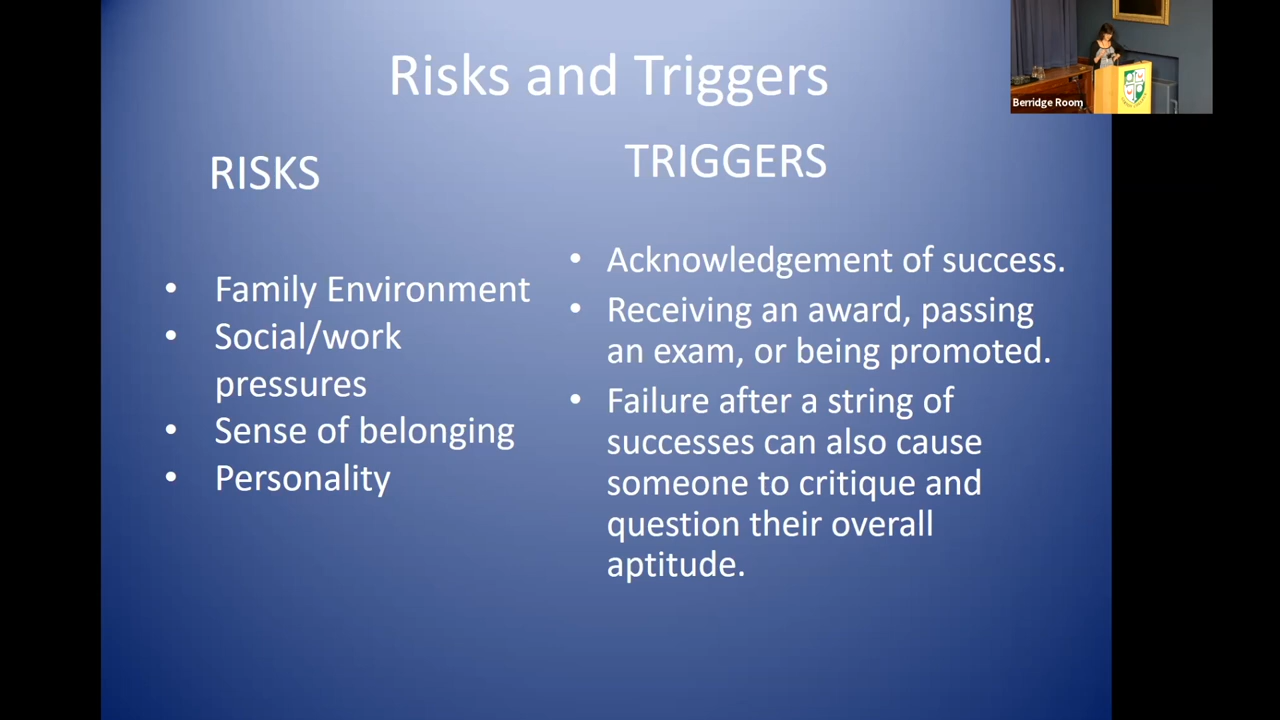 Risks and Triggers
Berridge Room
RISKS
• Family Environment
• Social/work
pressures
• Sense of belonging
• Personality
TRIGGERS
• Acknowledgement of success.
• Receiving an award, passing
an exam, or being promoted.
• Failure after a string of
successes can also cause
someone to critique and
question their overall
aptitude.